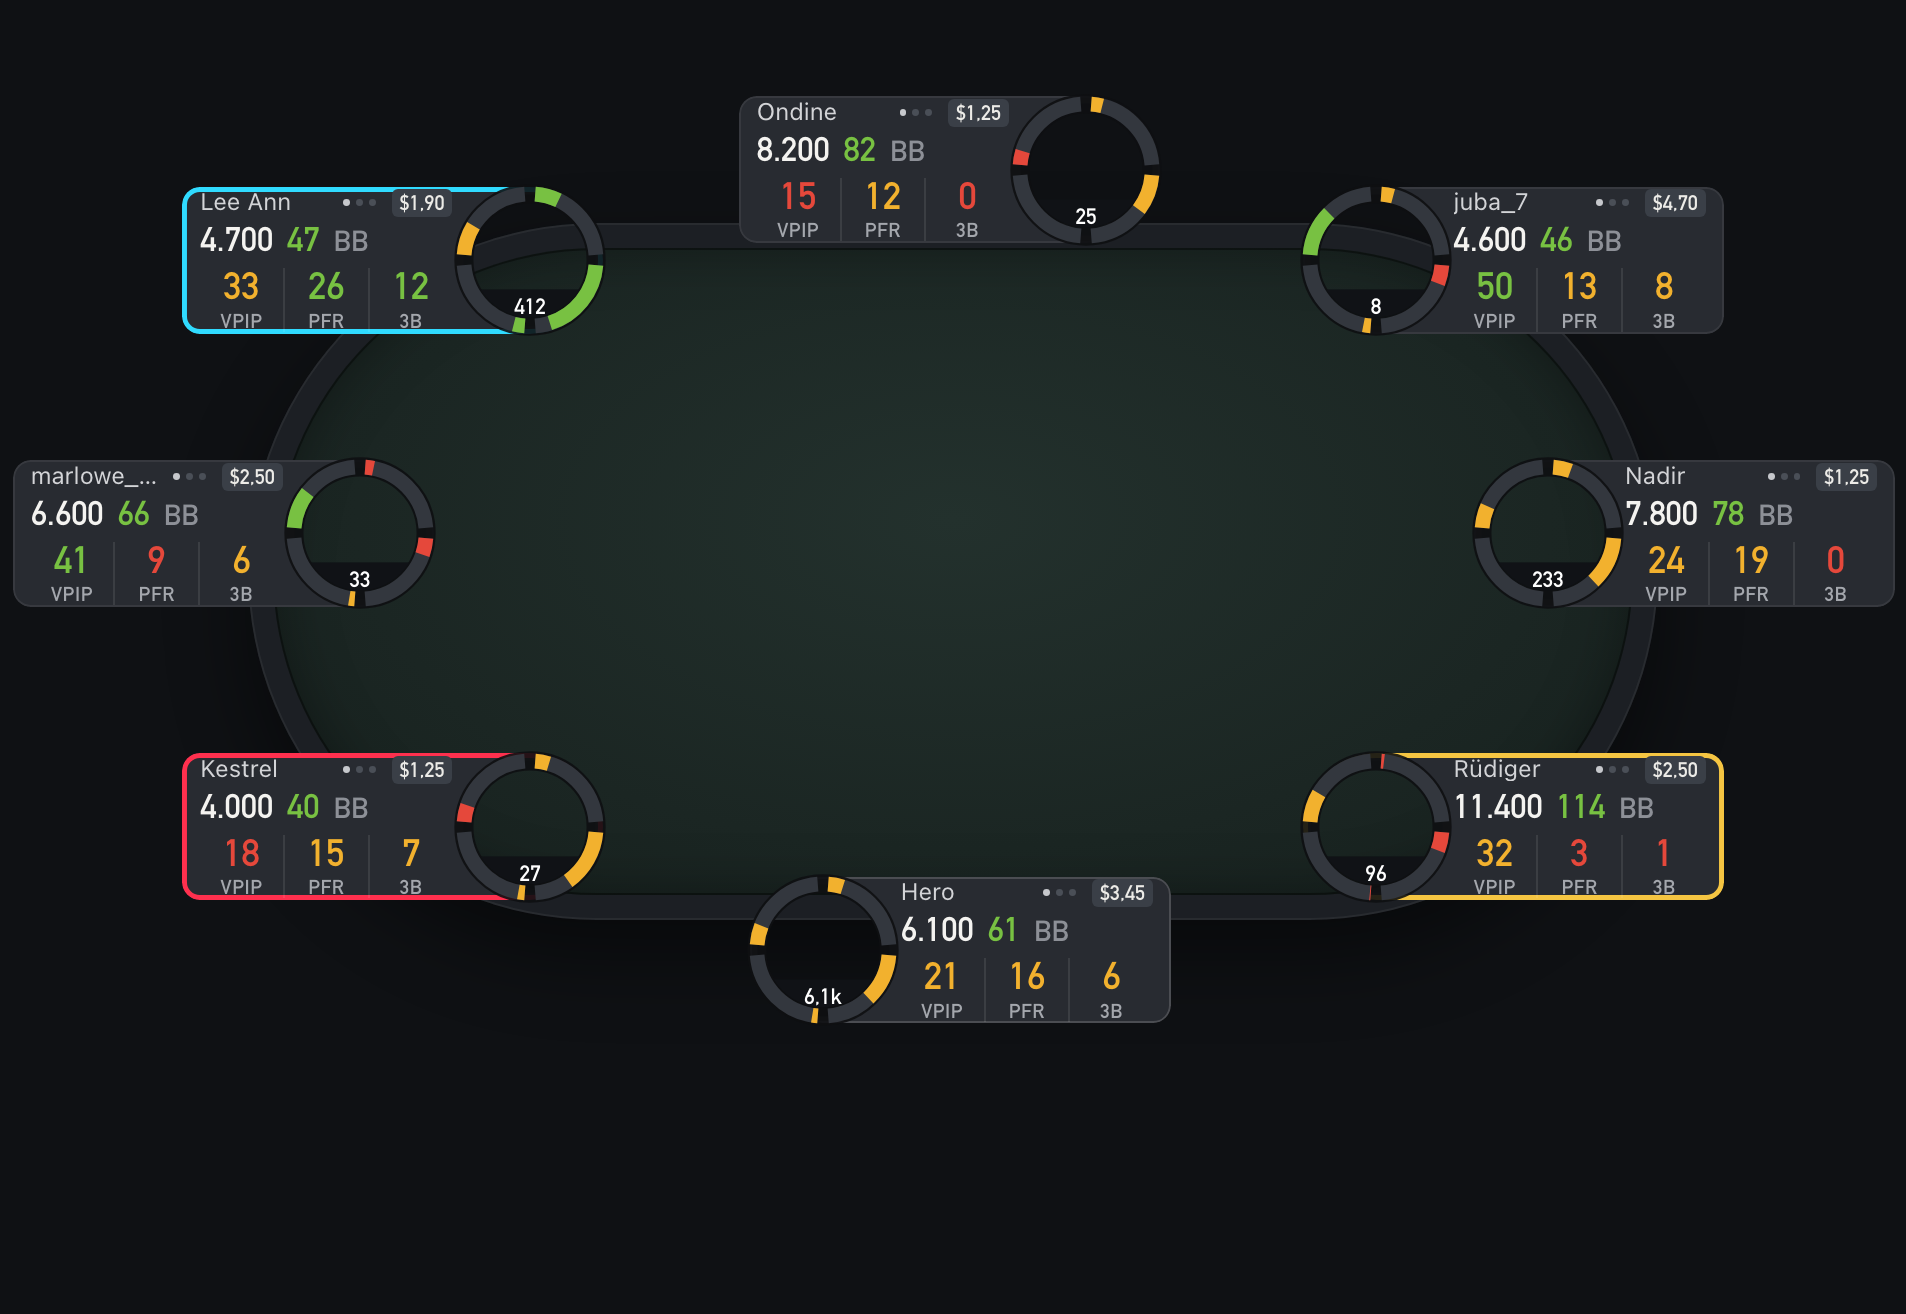 Ondine $1,25
8.200 82 BB
15 12 0
VPIP PFR 3B
25
Lee Ann $1,90
4.700 47 BB
33 26 12
VPIP PFR 3B
412
juba_7 $4,70
4.600 46 BB
50 13 8
VPIP PFR 3B
8
marlowe_... $2,50
6.600 66 BB
41 9 6
VPIP PFR 3B
33
Nadir $1,25
7.800 78 BB
24 19 0
VPIP PFR 3B
233
Kestrel $1,25
4.000 40 BB
18 15 7
VPIP PFR 3B
27
Rüdiger $2,50
11.400 114 BB
32 3 1
VPIP PFR 3B
96
Hero $3,45
6.100 61 BB
21 16 6
VPIP PFR 3B
6,1k